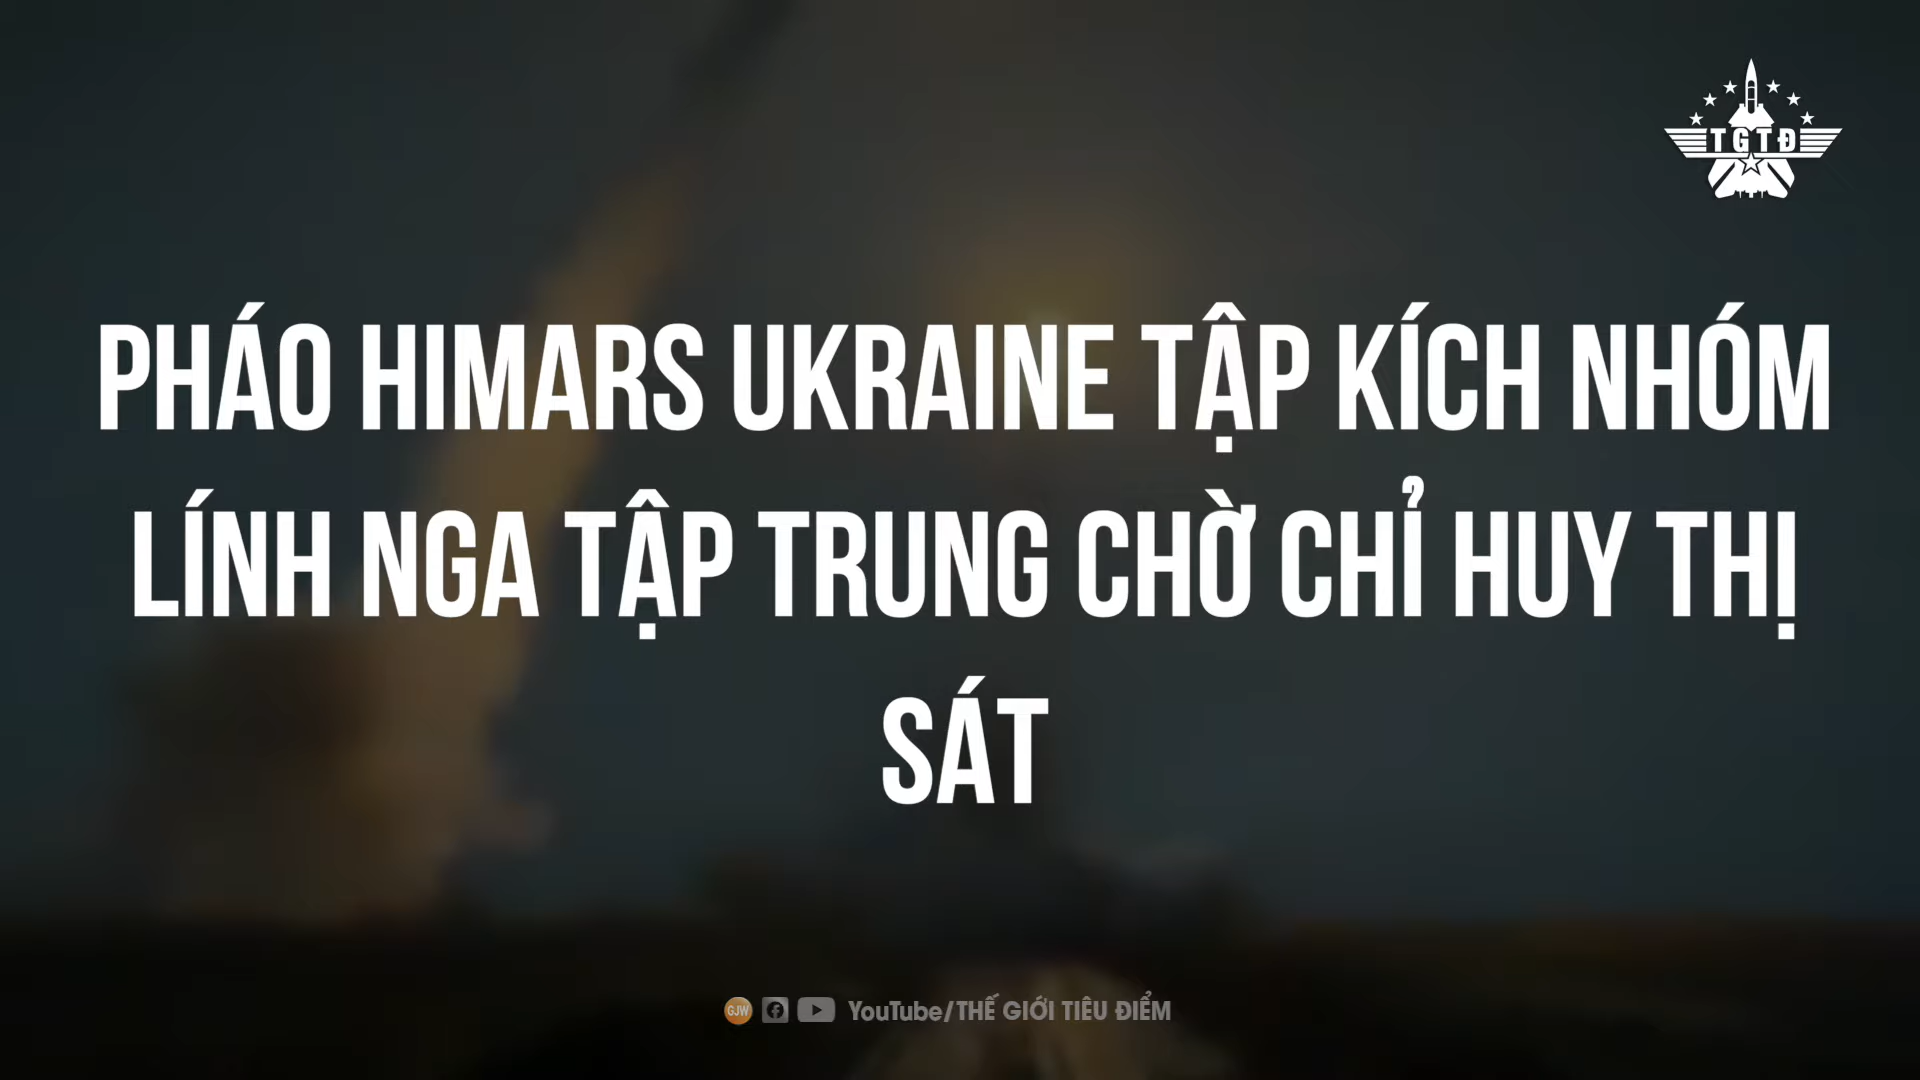 TGTĐ
PHÁO HIMARS UKRAINE TẬP KÍCH NHÓM
LÍNH NGA TẬP TRUNG CHỜ CHỈ HUY THỊ
SÁT
GJW YouTube/THẾ GIỚI TIÊU ĐIỂM